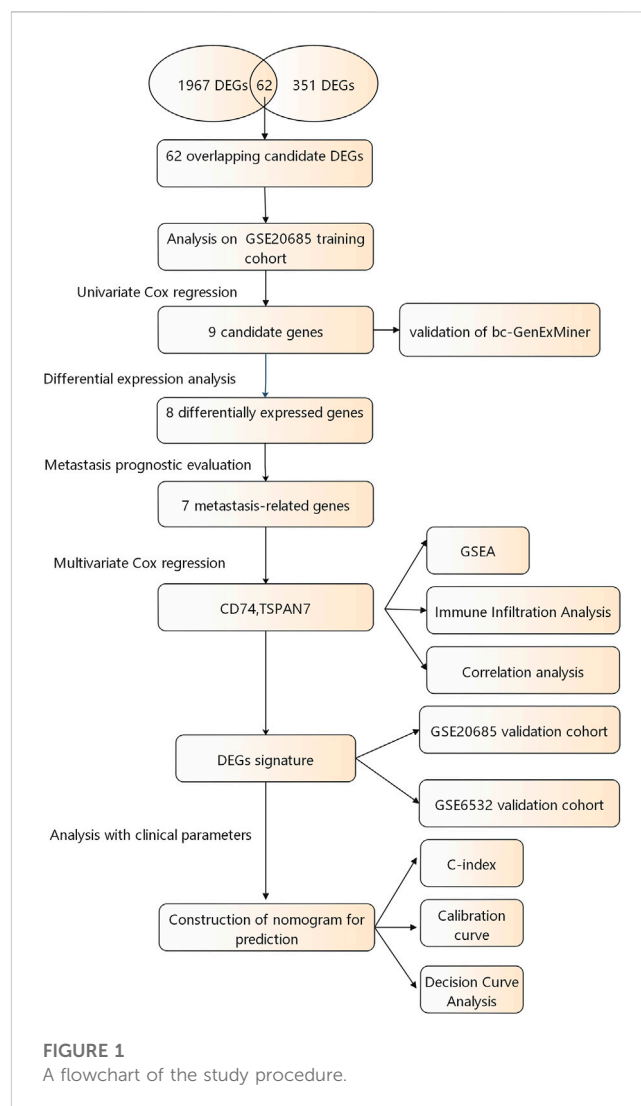 1967 DEGs 62 351 DEGs
62 overlapping candidate DEGs
Analysis on GSE20685 training
cohort
Univariate Cox regression
9 candidate genes
validation of bc-GenExMiner
Differential expression analysis
8 differentially expressed genes
Metastasis prognostic evaluation
7 metastasis-related genes
Multivariate Cox regression
CD74,TSPAN7
GSEA
Immune Infiltration Analysis
Correlation analysis
DEGs signature
GSE20685 validation cohort
GSE6532 validation cohort
Analysis with clinical parameters
Construction of nomogram for
prediction
C-index
Calibration
curve
Decision Curve
Analysis
FIGURE 1
A flowchart of the study procedure.